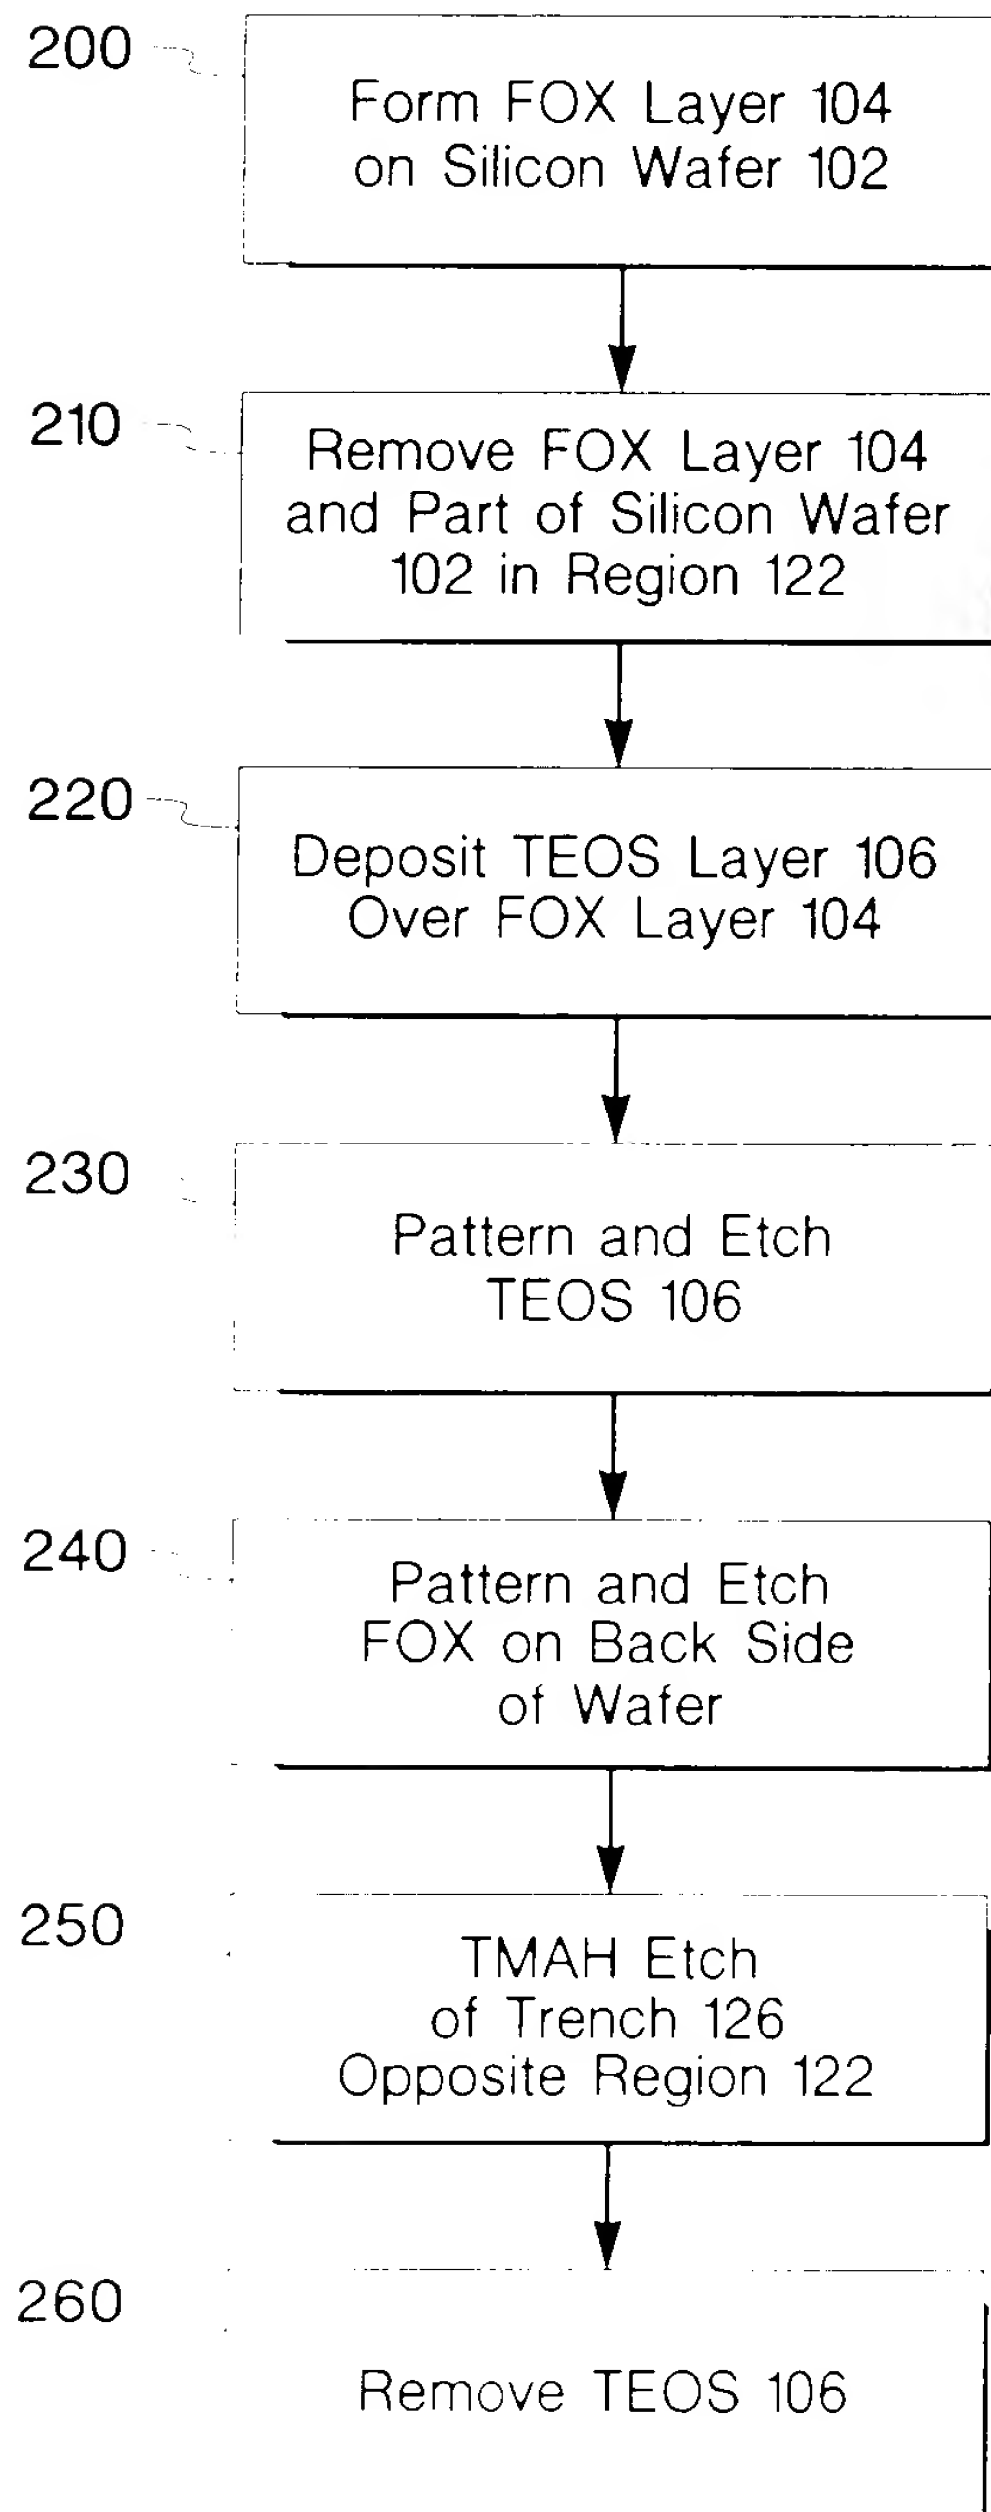 200
Form FOX Layer 104
on Silicon Wafer 102
210
Remove FOX Layer 104
and Part of Silicon Wafer
102 in Region 122
220
Deposit TEOS Layer 106
Over FOX Layer 104
230
Pattern and Etch
TEOS 106
240
Pattern and Etch
FOX on Back Side
of Wafer
250
TMAH Etch
of Trench 126
Opposite Region 122
260
Remove TEOS 106